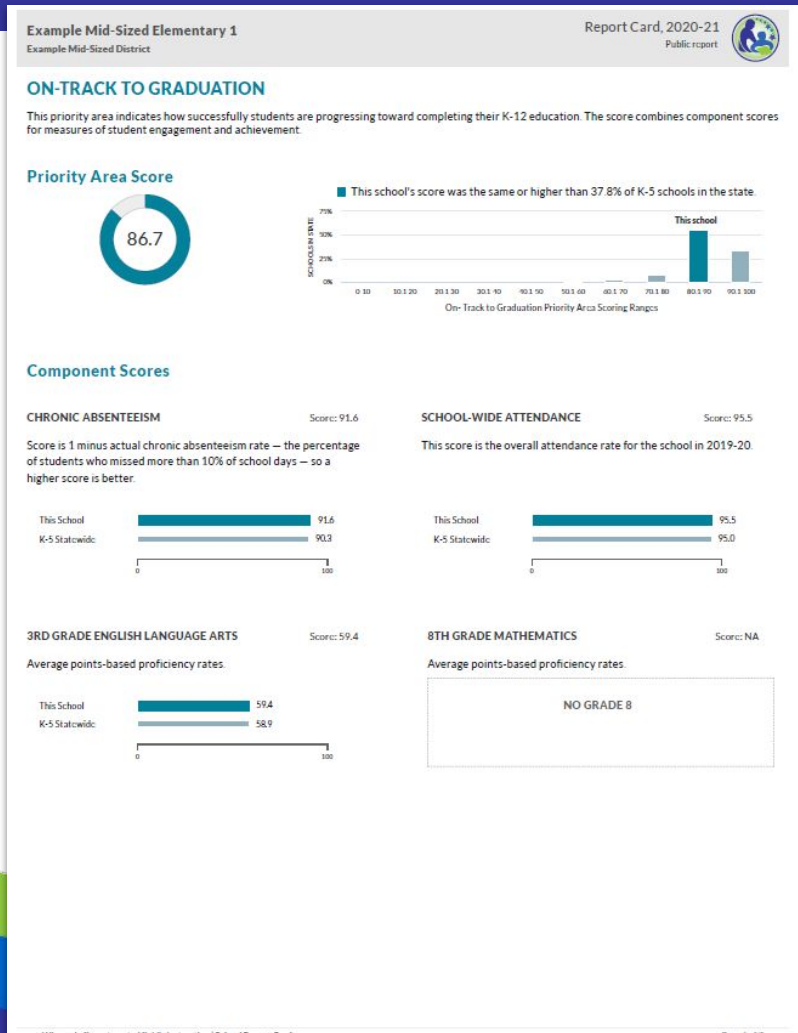 Example Mid-Sized Elementary 1
Example Mid-Sized District
Report Card, 2020-21
Public report
ON-TRACK TO GRADUATION
This priority area indicates how successfully students are progressing toward completing their K-12 education. The score combines component scores
for measures of student engagement and achievement.
Priority Area Score
86.7
This school's score was the same or higher than 37.8% of K-5 schools in the state.
SCHOOLS IN STATE
75%
50%
25%
0%
This school
0-10 10.1-20 20.1-30 30.1-40 40.1-50 50.1-60 60.1-70 70.1-80 80.1-90 90.1-100
On-Track to Graduation Priority Area Scoring Ranges
Component Scores
CHRONIC ABSENTEEISM Score: 91.6
Score is 1 minus actual chronic absenteeism rate — the percentage
of students who missed more than 10% of school days — so a
higher score is better.
This School 91.6
K-5 Statewide 90.3
0 100
SCHOOL-WIDE ATTENDANCE Score: 95.5
This score is the overall attendance rate for the school in 2019-20.
This School 95.5
K-5 Statewide 95.0
0 100
3RD GRADE ENGLISH LANGUAGE ARTS Score: 59.4
Average points-based proficiency rates.
This School 59.4
K-5 Statewide 58.9
0 100
8TH GRADE MATHEMATICS Score: NA
Average points-based proficiency rates.
NO GRADE 8